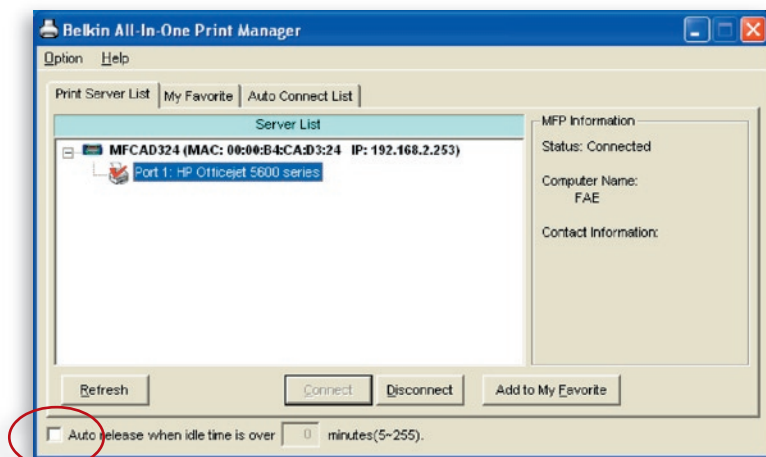 Belkin All-In-One Print Manager
Option Help
Print Server List My Favorite Auto Connect List
Server List
MFCAD324 (MAC: 00:00:B4:CA:D3:24 IP: 192.168.2.253)
Port 1: HP Officejet 5600 series
MFP Information
Status: Connected
Computer Name:
FAE
Contact Information:
Refresh Connect Disconnect Add to My Favorite
Auto release when idle time is over 0 minutes(5~255).